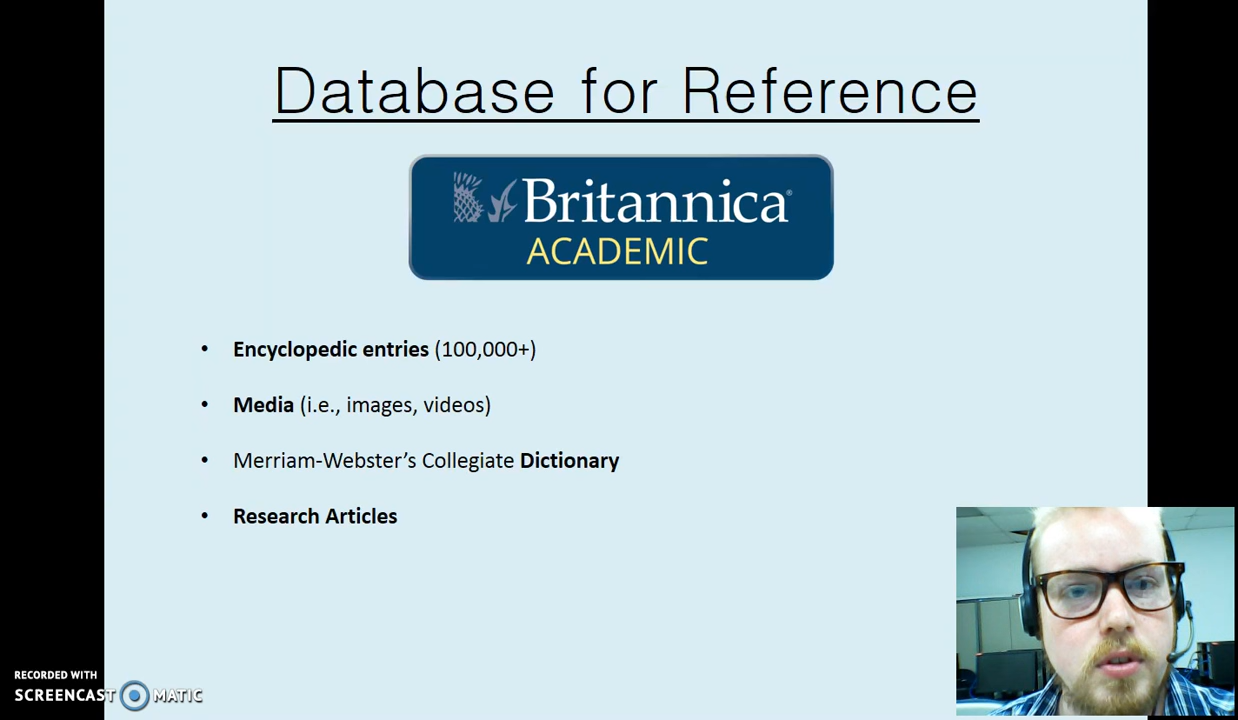 Database for Reference
Britannica®
ACADEMIC
• Encyclopedic entries (100,000+)
• Media (i.e., images, videos)
• Merriam-Webster’s Collegiate Dictionary
• Research Articles
RECORDED WITH
SCREENCAST MATIC